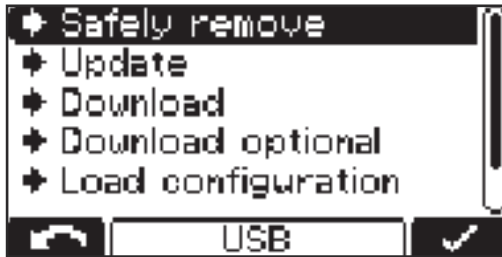 Safely remove
Update
Download
Download optional
Load configuration
USB